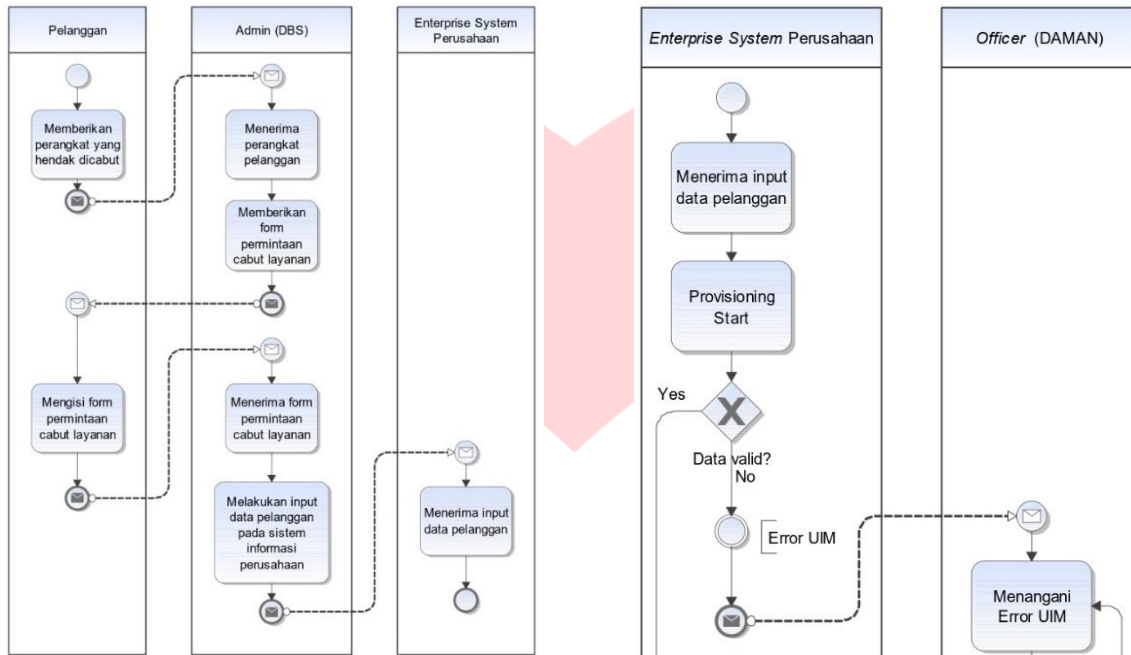 Pelanggan
Admin (DBS)
Enterprise System
Perusahaan
Memberikan
perangkat yang
hendak dicabut
Menerima
perangkat
pelanggan
Memberikan
form
permintaan
cabut layanan
Mengisi form
permintaan
cabut layanan
Menerima form
permintaan
cabut layanan
Melakukan input
data pelanggan
pada sistem
informasi
perusahaan
Menerima input
data pelanggan
Enterprise System Perusahaan
Officer (DAMAN)
Menerima input
data pelanggan
Provisioning
Start
Yes
Data valid?
No
Error UIM
Menangani
Error UIM